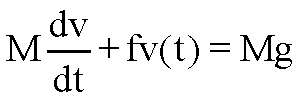 M dv/dt + fv(t) = Mg